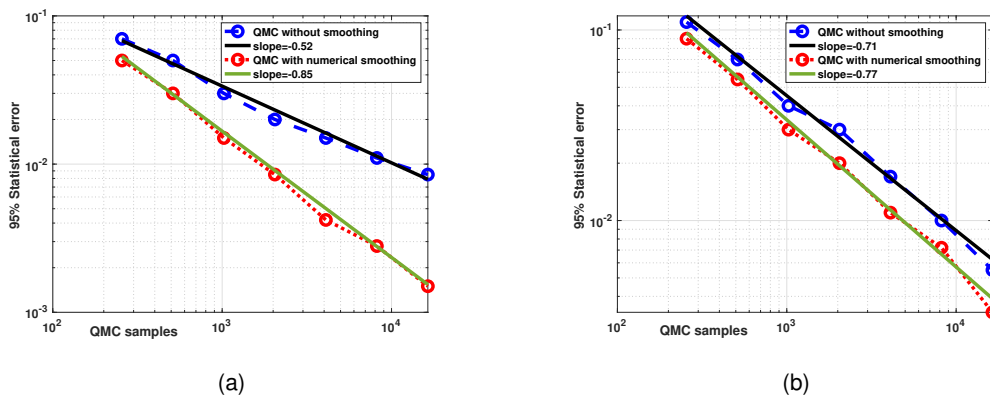 10^-1
10^-2
10^-3
95% Statistical error
QMC without smoothing
slope=-0.52
QMC with numerical smoothing
slope=-0.85
10^2
QMC samples
10^3
10^4
(a)
10^-1
10^-2
95% Statistical error
QMC without smoothing
slope=-0.71
QMC with numerical smoothing
slope=-0.77
10^2
QMC samples
10^3
10^4
(b)